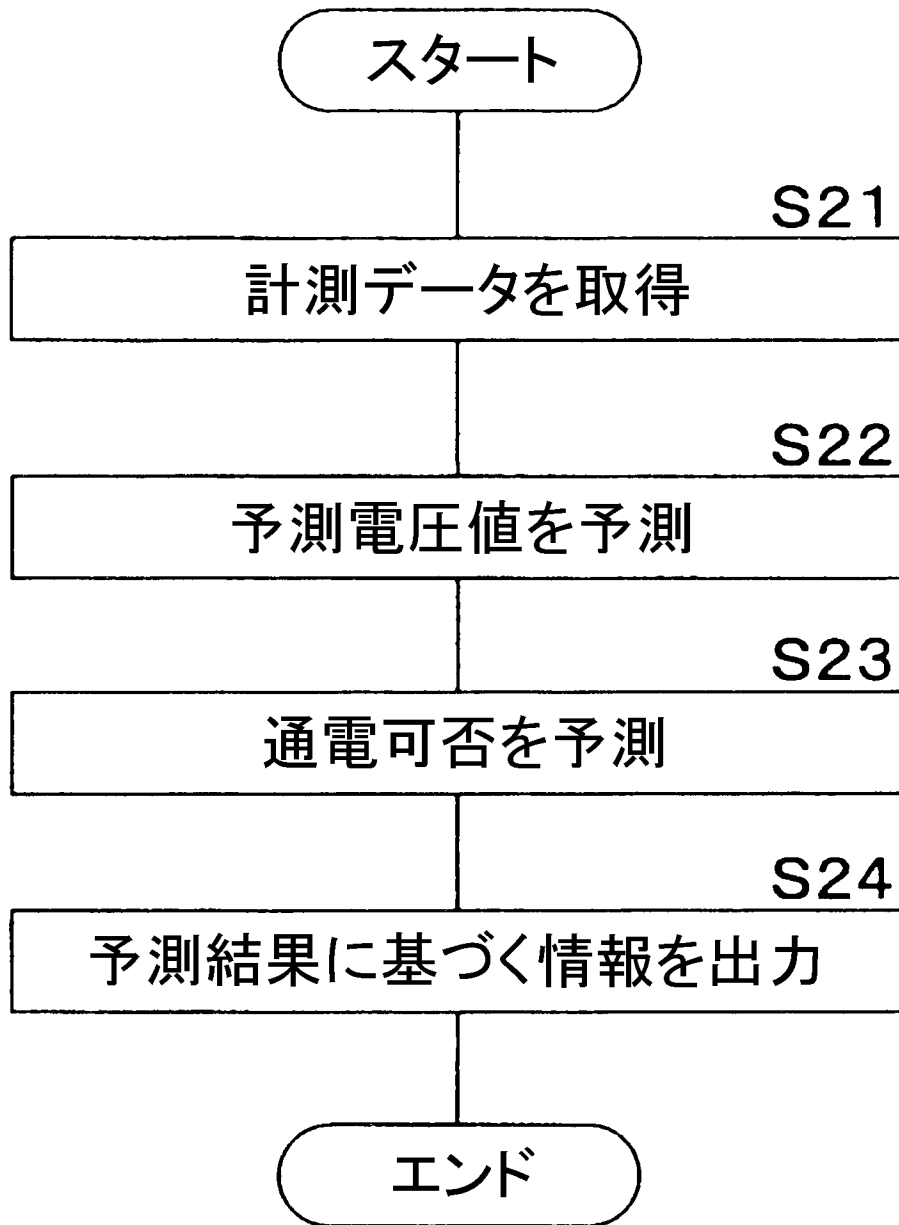 スタート
S21
計測データを取得
S22
予測電圧値を予測
S23
通電可否を予測
S24
予測結果に基づく情報を出力
エンド